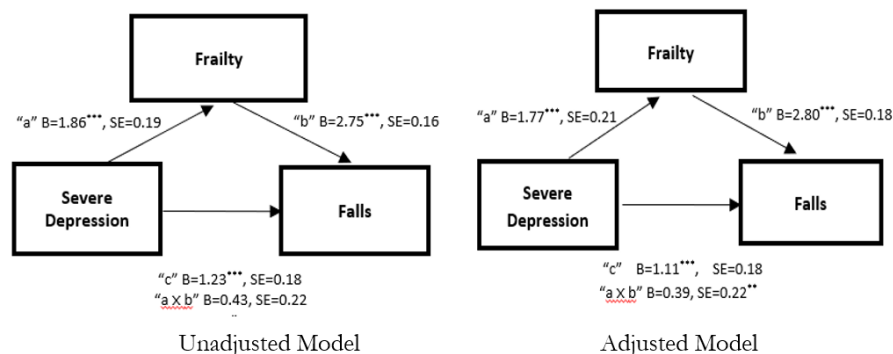 Frailty
"a" B=1.86***, SE=0.19
"b" B=2.75***, SE=0.16
Severe
Depression
Falls
"c" B=1.23***, SE=0.18
"a x b" B=0.43, SE=0.22
**
Unadjusted Model
Frailty
"a" B=1.77***, SE=0.21
"b" B=2.80***, SE=0.18
Severe
Depression
Falls
"c" B=1.11***, SE=0.18
"a x b" B=0.39, SE=0.22**
Adjusted Model